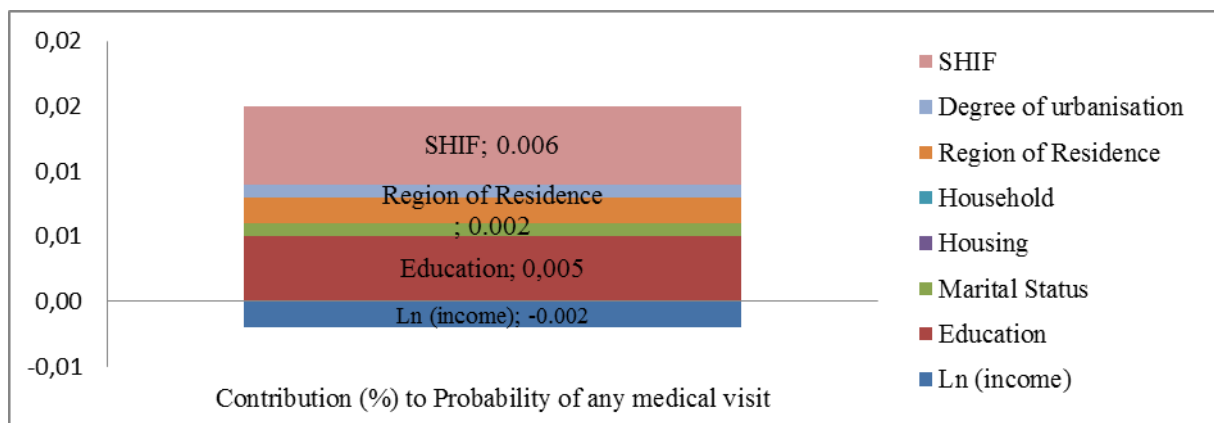 0,02
0,02
0,01
0,01
0,00
-0,01
SHIF; 0.006
Region of Residence
; 0.002
Education; 0,005
Ln (income); -0.002
Contribution (%) to Probability of any medical visit
SHIF
Degree of urbanisation
Region of Residence
Household
Housing
Marital Status
Education
Ln (income)